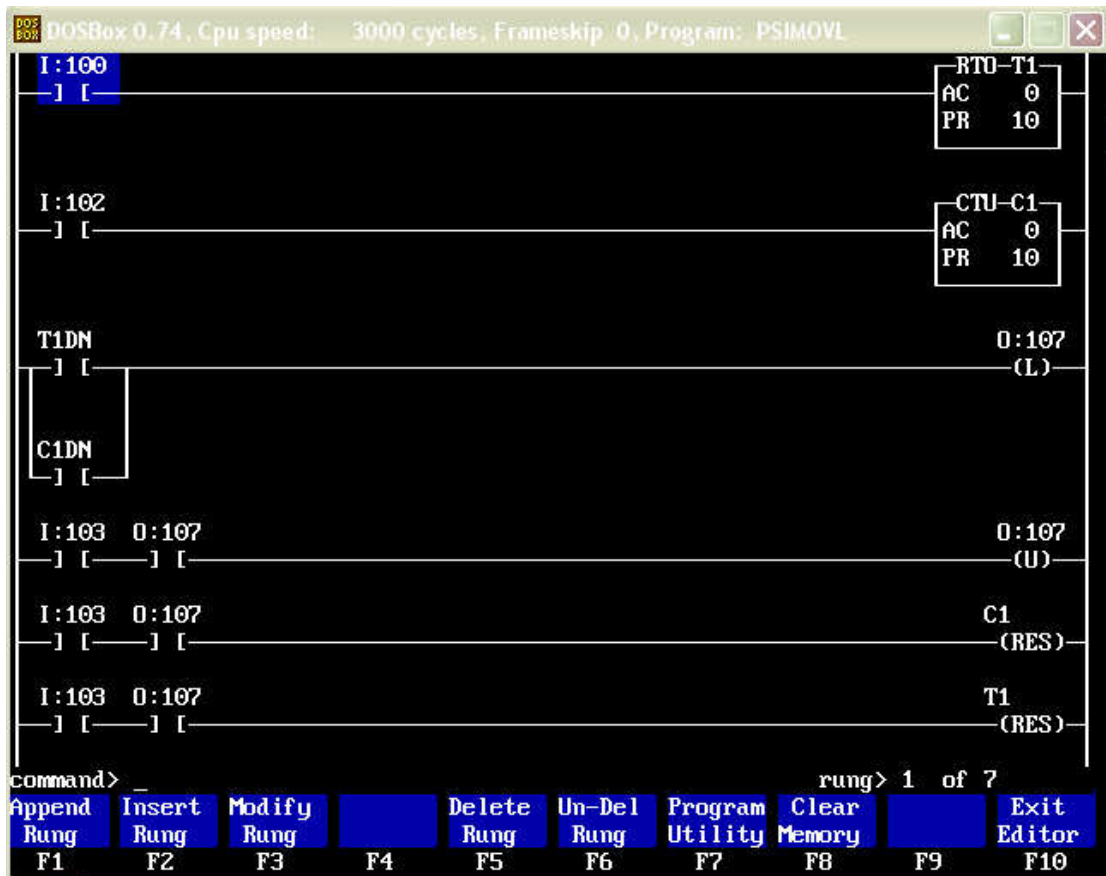 DOSBox 0.74, Cpu speed: 3000 cycles, Frameskip 0, Program: PSIMOVL
I:100 RTO-T1
] [ AC 0
PR 10
I:102 CTU-C1
] [ AC 0
PR 10
T1DN O:107
] [ (L)
C1DN
] [
I:103 O:107 O:107
] [ ] [ (U)
I:103 O:107 C1
] [ ] [ (RES)
I:103 O:107 T1
] [ ] [ (RES)
command> _ rung> 1 of 7
Append Insert Modify Delete Un-Del Program Clear Exit
Rung Rung Rung Rung Rung Utility Memory Editor
F1 F2 F3 F4 F5 F6 F7 F8 F9 F10